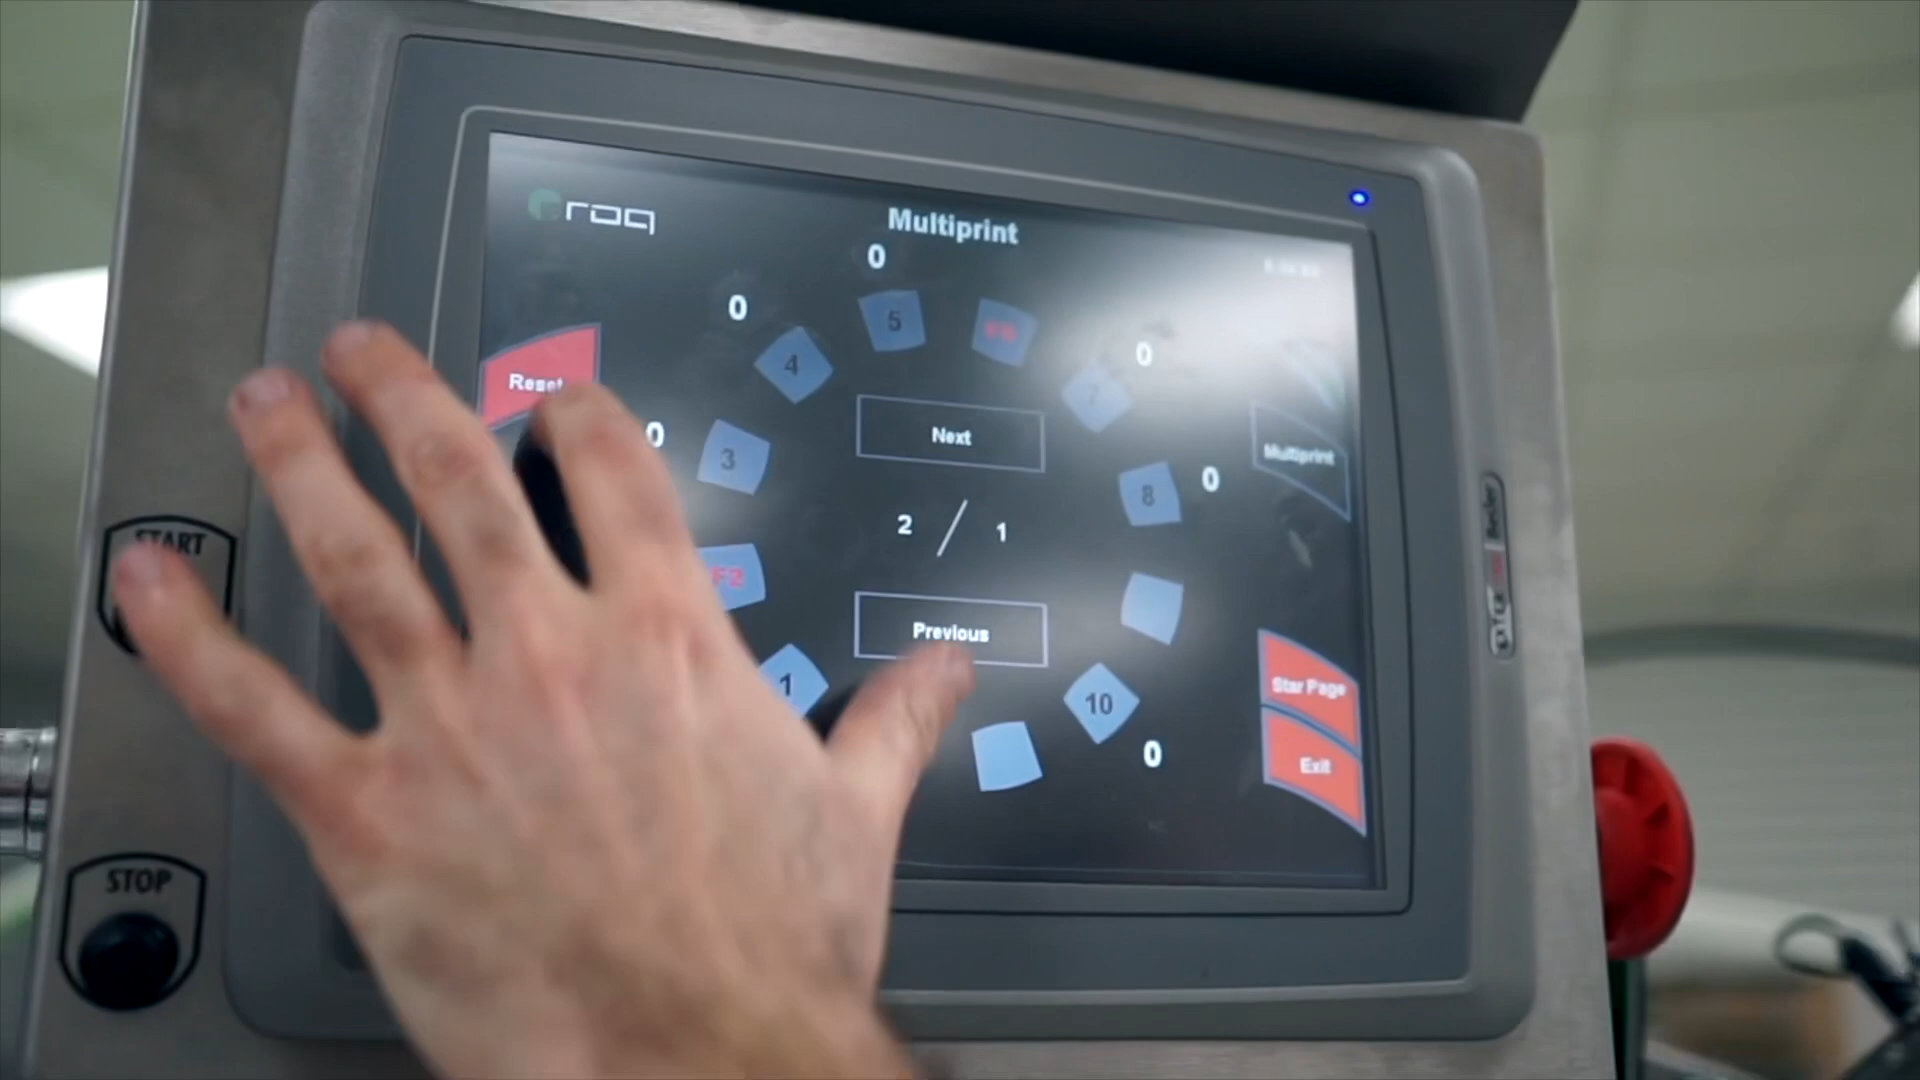 roq
Multiprint
0
0
5
0
4
Reset
0
3
Next
Multiprint
8
0
2 / 1
START
F2
Previous
1
10
Star Page
0
Exit
STOP